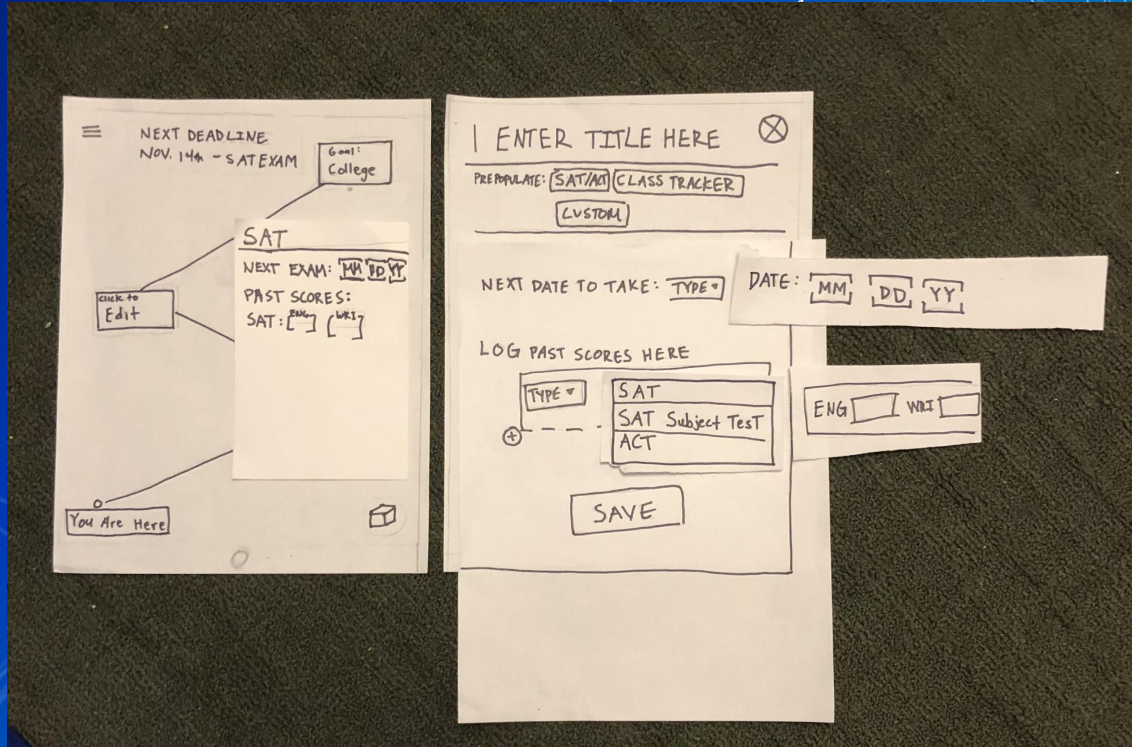 NEXT DEADLINE
NOV. 14th - SAT EXAM
Goal:
College
SAT
NEXT EXAM: MM DD YY
PAST SCORES:
SAT: ENG WRI
click to
Edit
You Are Here
ENTER TITLE HERE
PREPOPULATE: SAT/ACT CLASS TRACKER
CUSTOM
NEXT DATE TO TAKE: TYPE
DATE: MM DD YY
LOG PAST SCORES HERE
TYPE
SAT
SAT Subject Test
ACT
ENG WRI
SAVE